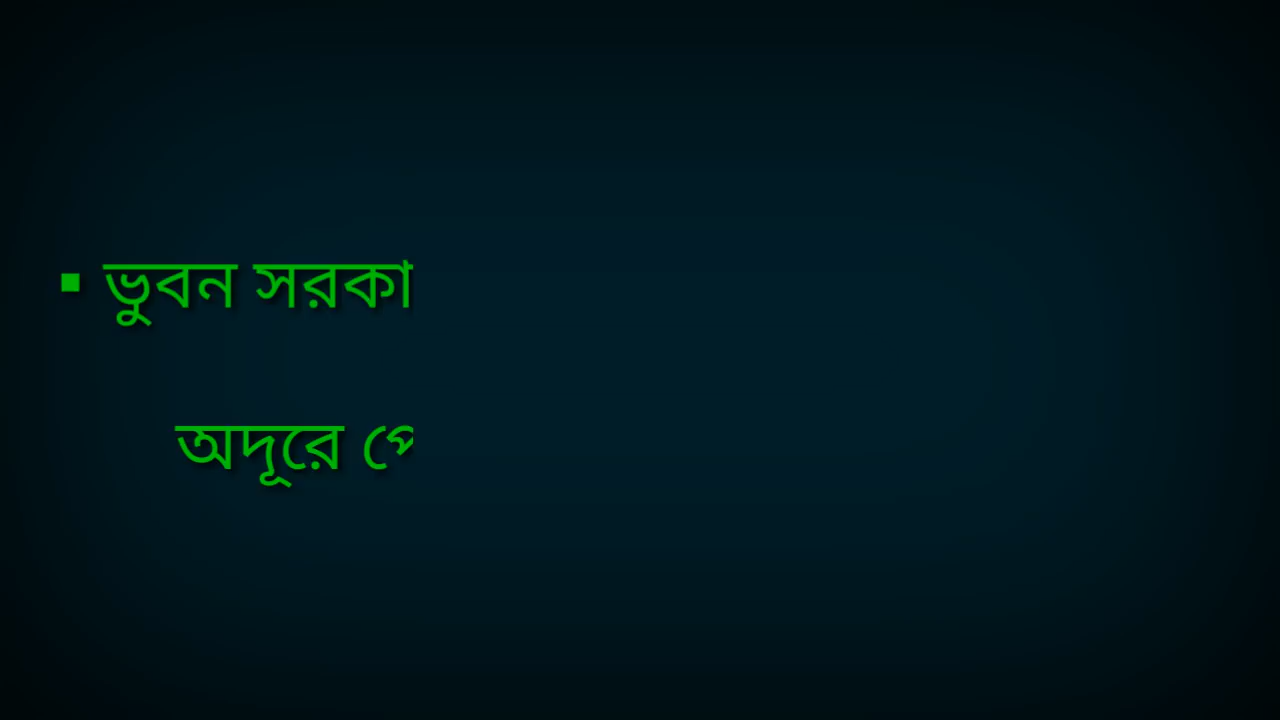 ▪ ভুবন সরকা
অদূরে পে